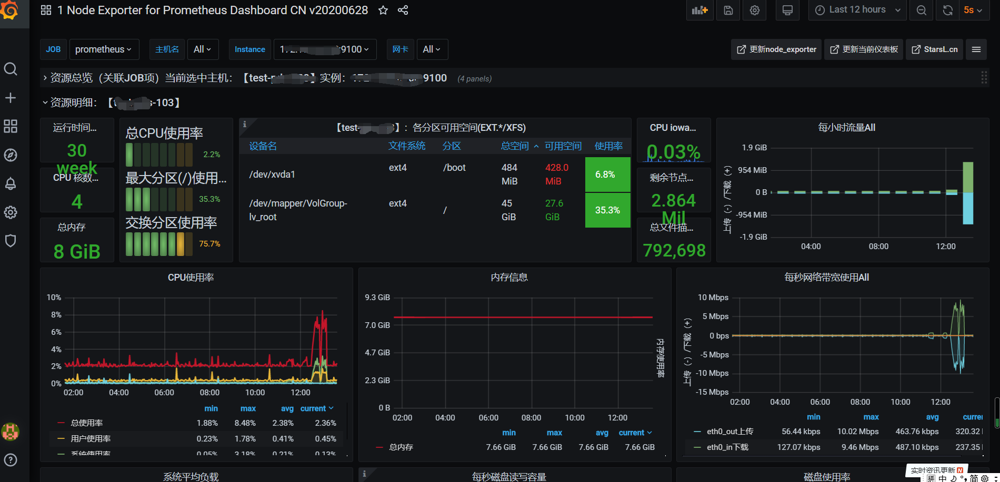 1 Node Exporter for Prometheus Dashboard CN v20200628
Last 12 hours
5s
JOB prometheus 主机名 All Instance :9100 网卡 All
更新node_exporter 更新当前仪表板 StarsL.cn
资源总览（关联JOB项）当前选中主机：【test- 】实例： 9100 (4 panels)
资源明细：【 -103】
运行时间...
30
week
CPU 核数...
4
总内存
8 GiB
总CPU使用率
2.2%
最大分区(/)使用...
35.3%
交换分区使用率
75.7%
【test- 】：各分区可用空间(EXT.*/XFS)
设备名 文件系统 分区 总空间 可用空间 使用率
/dev/xvda1 ext4 /boot 484 MiB 428.0 MiB 6.8%
/dev/mapper/VolGroup-lv_root ext4 / 45 GiB 27.6 GiB 35.3%
CPU iowa...
0.03%
剩余节点...
2.864
Mil
总文件描...
792,698
每小时流量All
上传（-）/下载（+）
1.9 GiB
954 MiB
0 B
-954 MiB
-1.9 GiB
04:00 08:00 12:00
CPU使用率
10%
8%
6%
4%
2%
0%
02:00 04:00 06:00 08:00 10:00 12:00
min max avg current
总使用率 1.88% 8.48% 2.38% 2.36%
用户使用率 0.23% 1.78% 0.41% 0.45%
系统使用率 0.05% 3.18% 0.21% 0.13%
内存信息
9.3 GiB
7.0 GiB
4.7 GiB
2.3 GiB
0 B
内存使用率
02:00 04:00 06:00 08:00 10:00 12:00
min max avg current
总内存 7.66 GiB 7.66 GiB 7.66 GiB 7.66 GiB
每秒网络带宽使用All
上传（-）/下载（+）
10 Mbps
5 Mbps
0 bps
-5 Mbps
-10 Mbps
-15 Mbps
02:00 04:00 06:00 08:00 10:00 12:00
min max avg curre
eth0_out上传 56.44 kbps 10.02 Mbps 463.76 kbps 320.32
eth0_in下载 127.07 kbps 9.46 Mbps 487.10 kbps 237.35
系统平均负载
每秒磁盘读写容量
磁盘使用率
实时资讯更新 N
拼 中 简